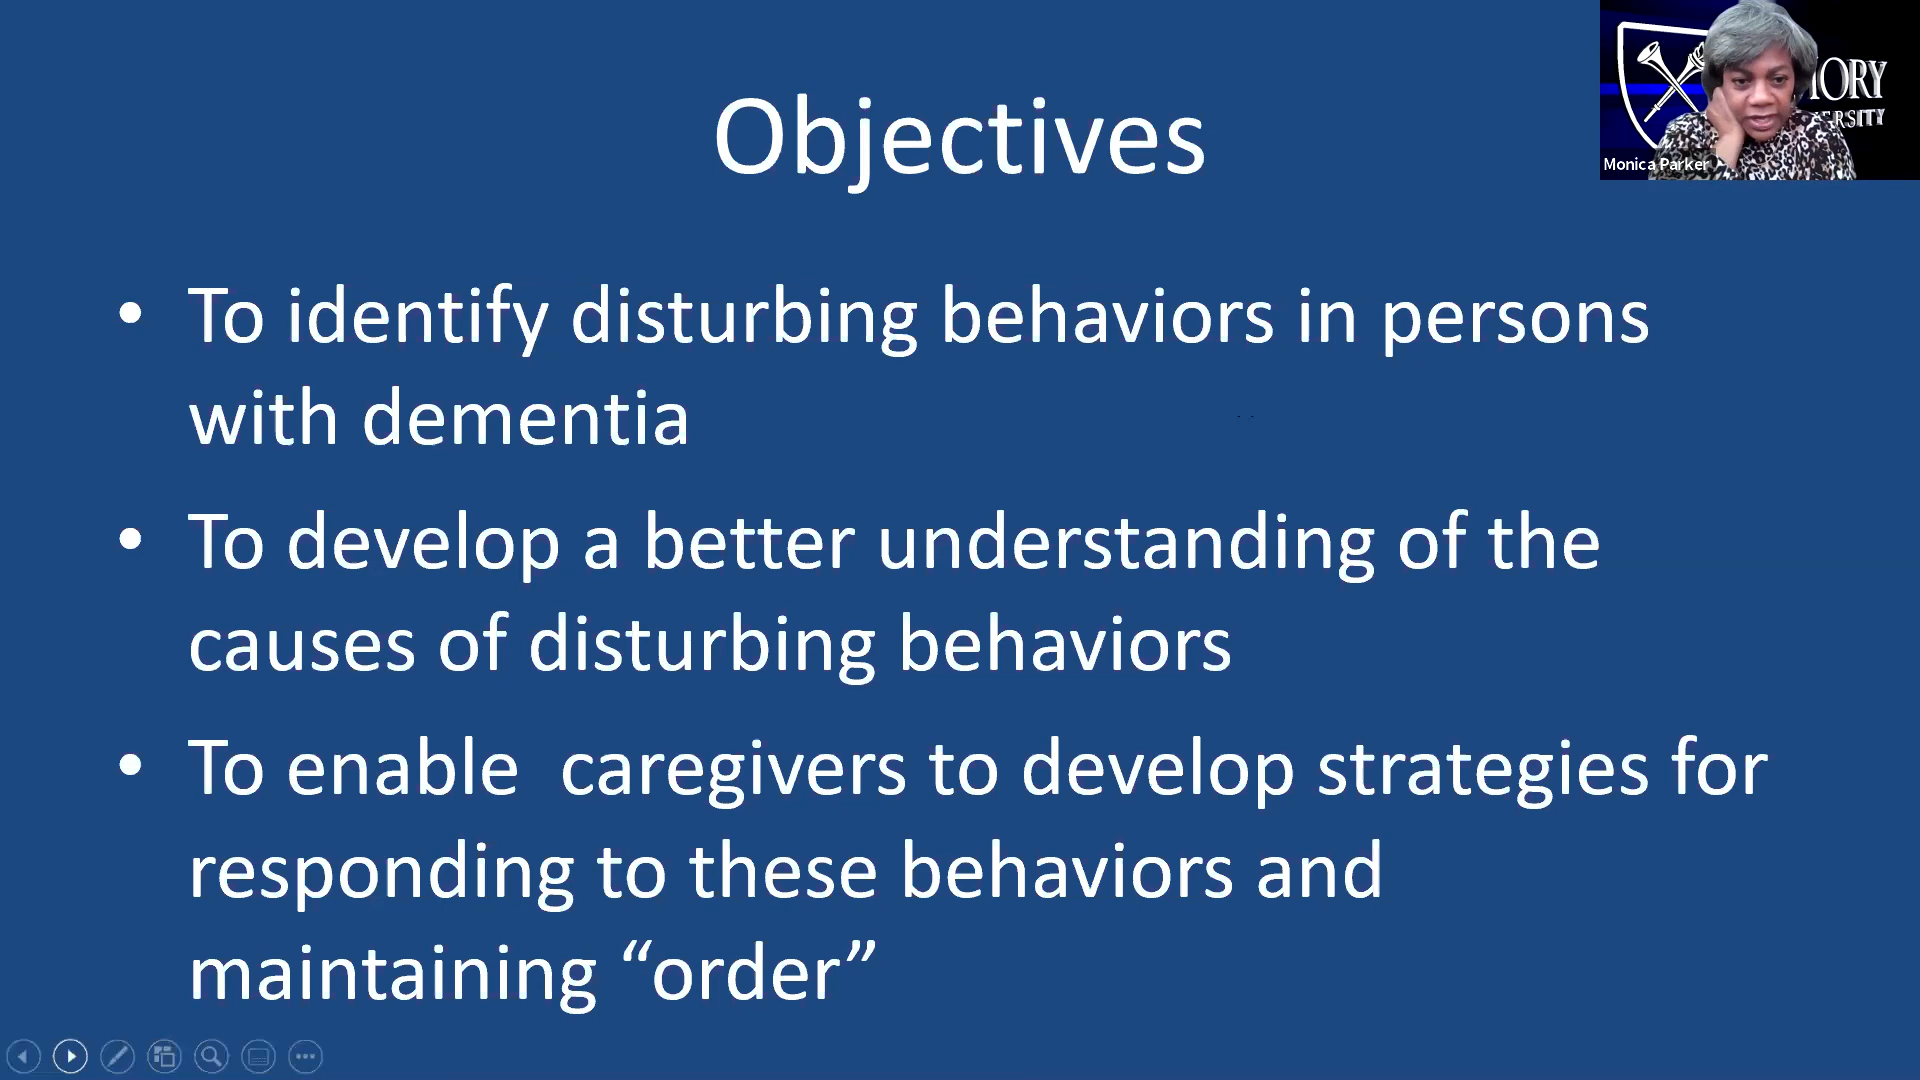 Objectives
• To identify disturbing behaviors in persons
with dementia
• To develop a better understanding of the
causes of disturbing behaviors
• To enable  caregivers to develop strategies for
responding to these behaviors and
maintaining “order”
Monica Parker